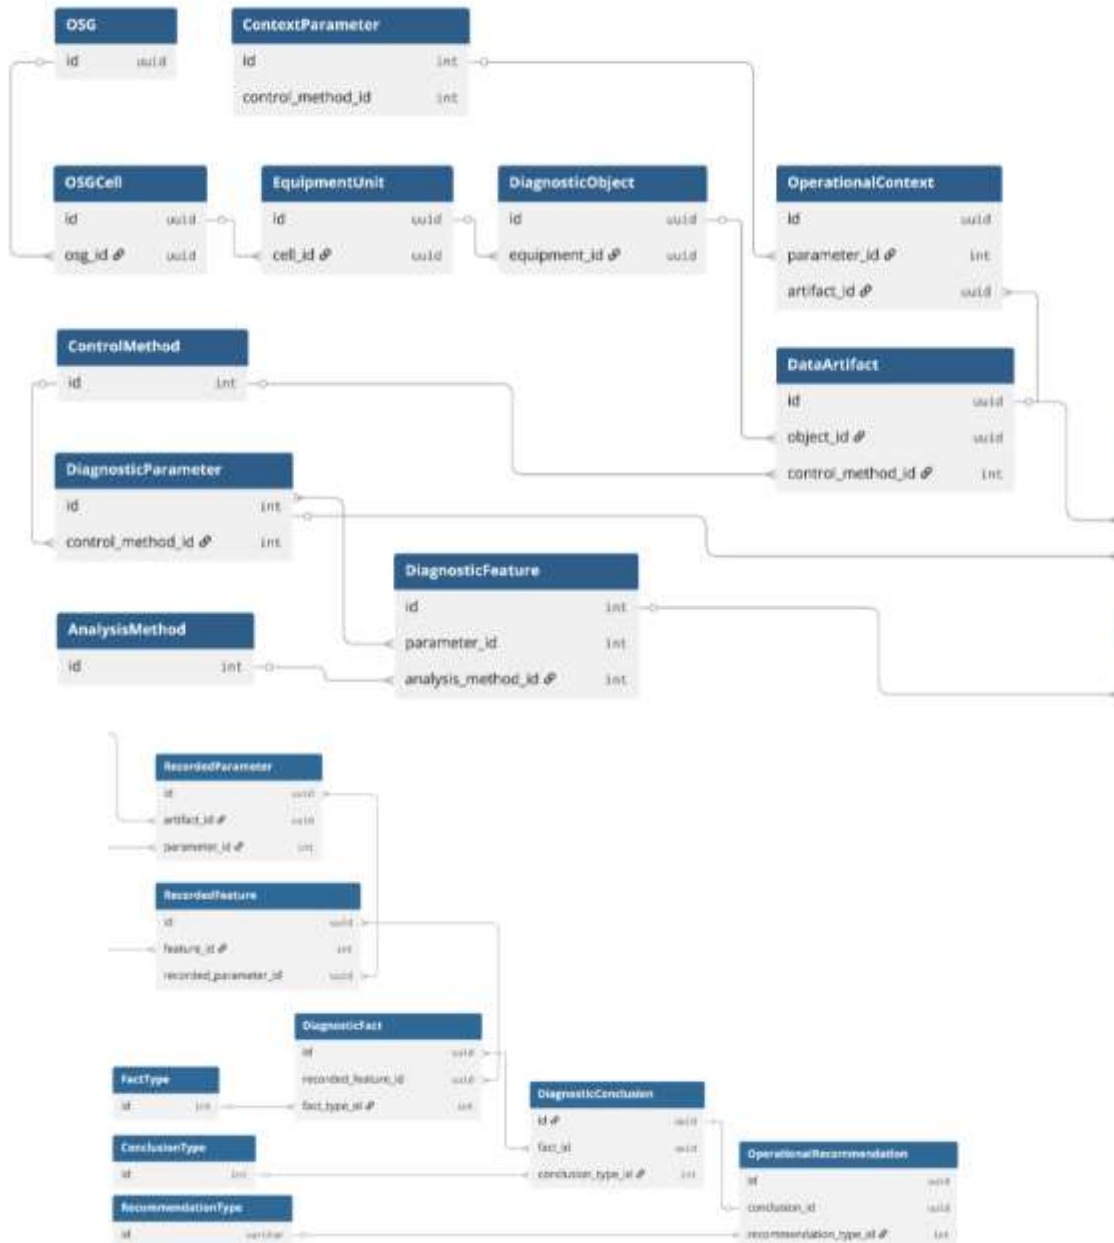 OSG
id uuid
ContextParameter
id int
control_method_id int
OSGCell
id uuid
osg_id uuid
EquipmentUnit
id uuid
cell_id uuid
DiagnosticObject
id uuid
equipment_id uuid
OperationalContext
id uuid
parameter_id int
artifact_id uuid
ControlMethod
id int
DataArtifact
id uuid
object_id uuid
control_method_id int
DiagnosticParameter
id int
control_method_id int
DiagnosticFeature
id int
parameter_id int
analysis_method_id int
AnalysisMethod
id int
RecordedParameter
id uuid
artifact_id uuid
parameter_id int
RecordedFeature
id uuid
feature_id int
recorded_parameter_id uuid
DiagnosticFact
id uuid
recorded_feature_id uuid
fact_type_id int
FactType
id int
DiagnosticConclusion
id uuid
fact_id uuid
conclusion_type_id int
ConclusionType
id int
OperationalRecommendation
id uuid
conclusion_id uuid
recommendation_type_id int
RecommendationType
id varchar